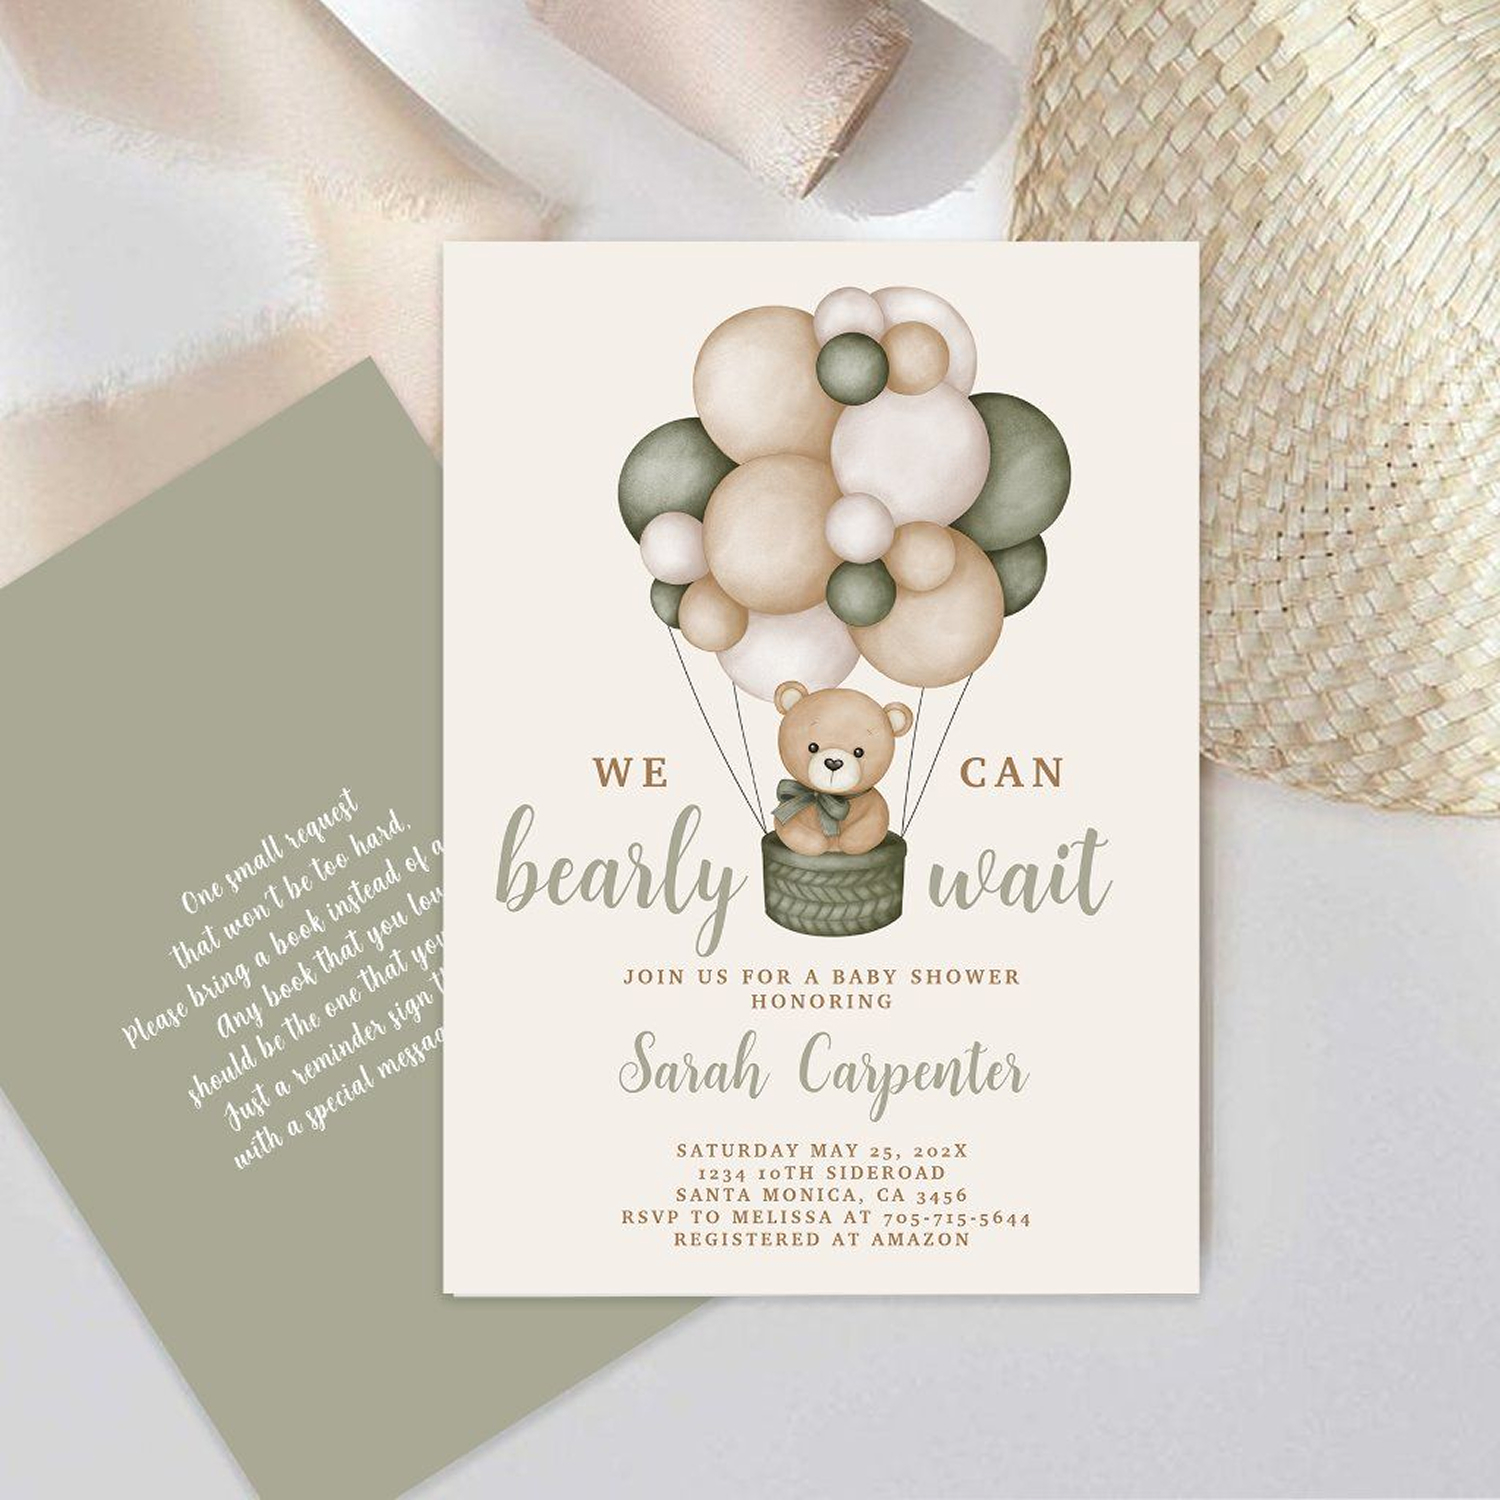 WE CAN
bearly wait
JOIN US FOR A BABY SHOWER
HONORING
Sarah Carpenter
SATURDAY MAY 25, 202X
1234 10TH SIDEROAD
SANTA MONICA, CA 3456
RSVP TO MELISSA AT 705-715-5644
REGISTERED AT AMAZON
One small request
that won't be too hard,
Please bring a book instead of a
Any book that you
should be the one that
Just a reminder sign
with a special